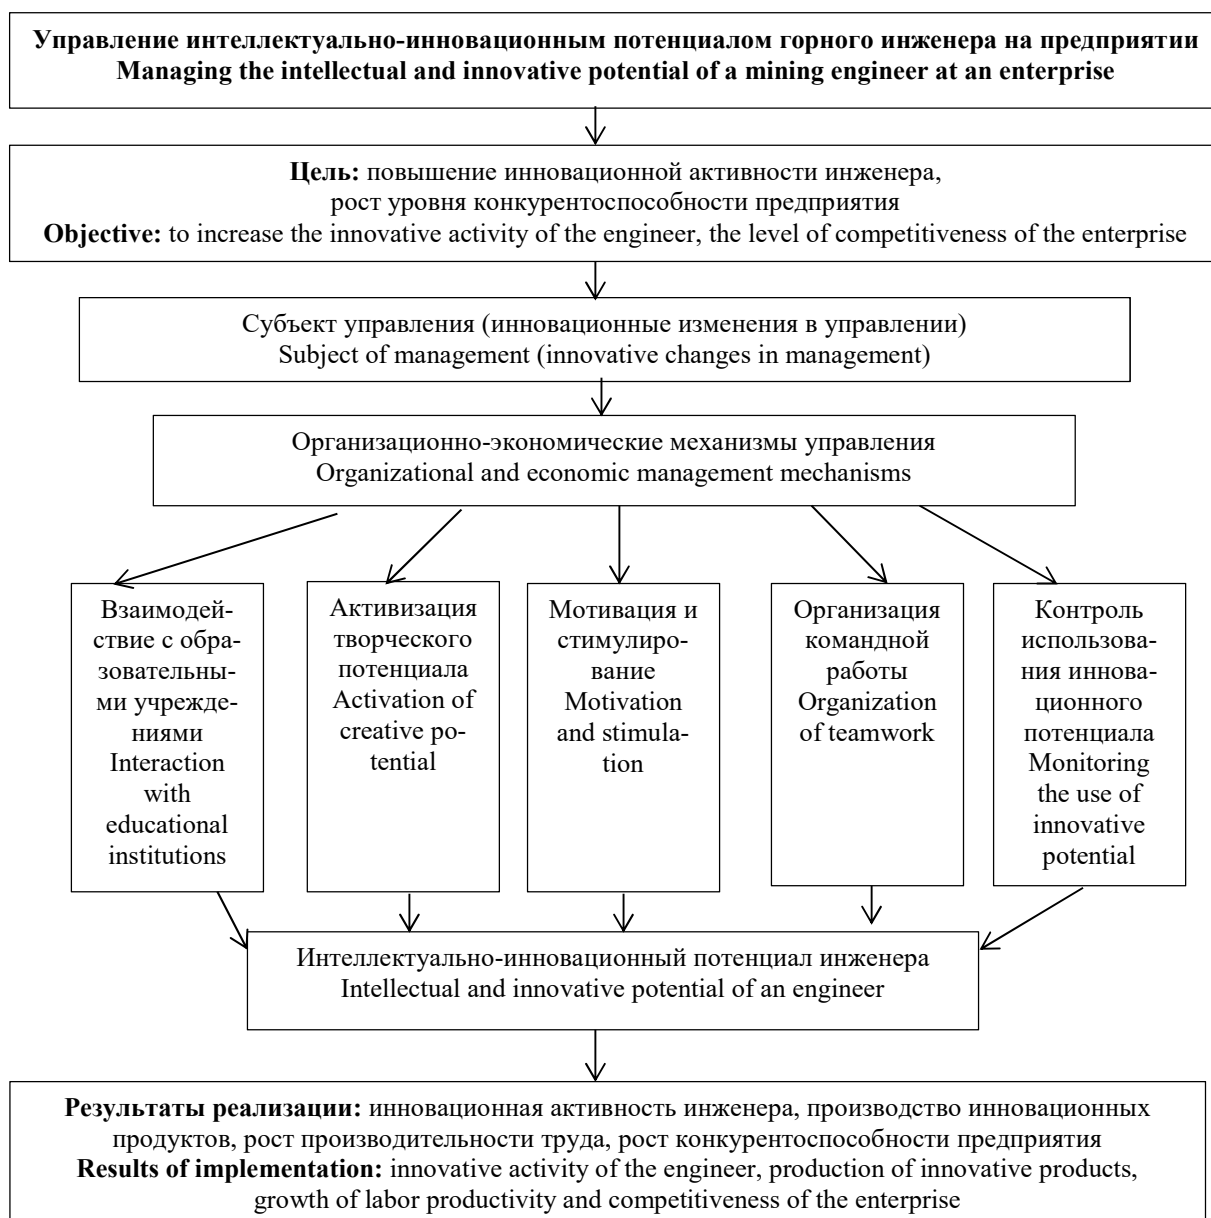 Управление интеллектуально-инновационным потенциалом горного инженера на предприятии
Managing the intellectual and innovative potential of a mining engineer at an enterprise
Цель: повышение инновационной активности инженера,
рост уровня конкурентоспособности предприятия
Objective: to increase the innovative activity of the engineer, the level of competitiveness of the enterprise
Субъект управления (инновационные изменения в управлении)
Subject of management (innovative changes in management)
Организационно-экономические механизмы управления
Organizational and economic management mechanisms
Взаимодей-
ствие с обра-
зовательны-
ми учрежде-
ниями
Interaction
with
educational
institutions
Активизация
творческого
потенциала
Activation of
creative po-
tential
Мотивация и
стимулиро-
вание
Motivation
and stimula-
tion
Организация
командной
работы
Organization
of teamwork
Контроль
использова-
ния иннова-
ционного
потенциала
Monitoring
the use of
innovative
potential
Интеллектуально-инновационный потенциал инженера
Intellectual and innovative potential of an engineer
Результаты реализации: инновационная активность инженера, производство инновационных
продуктов, рост производительности труда, рост конкурентоспособности предприятия
Results of implementation: innovative activity of the engineer, production of innovative products,
growth of labor productivity and competitiveness of the enterprise